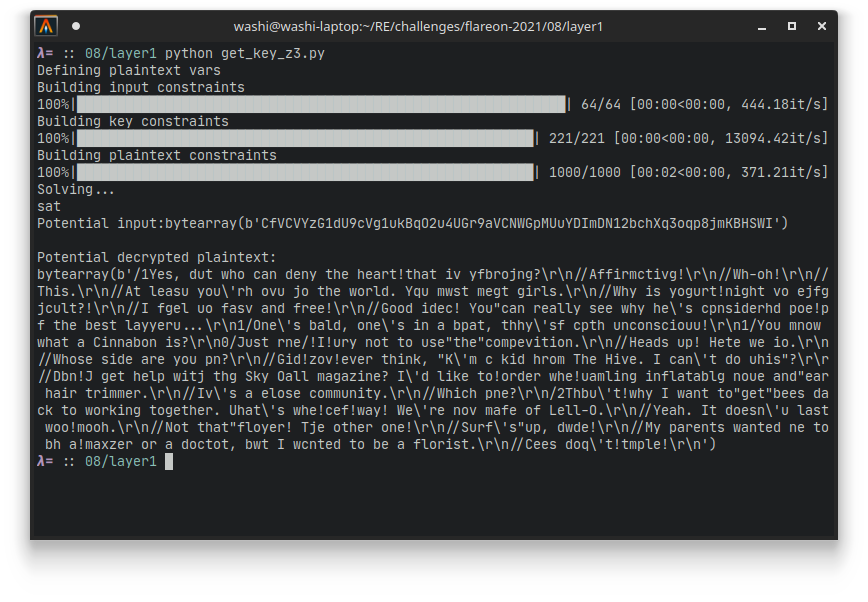 washi@washi-laptop:~/RE/challenges/flareon-2021/08/layer1
λ= :: 08/layer1 python get_key_z3.py
Defining plaintext vars
Building input constraints
100%| | 64/64 [00:00<00:00, 444.18it/s]
Building key constraints
100%| | 221/221 [00:00<00:00, 13094.42it/s]
Building plaintext constraints
100%| | 1000/1000 [00:02<00:00, 371.21it/s]
Solving...
sat
Potential input:bytearray(b'CfVCVYzG1dU9cVg1ukBqO2u4UGr9aVCNWGpMUuYDImDN12bchXq3oqp8jmKBHSWI')
Potential decrypted plaintext:
bytearray(b'/1Yes, dut who can deny the heart!that iv yfbrojng?\r\n//Affirmctivg!\r\n//Wh-oh!\r\n//
This.\r\n//At leasu you\'rh ovu jo the world. Yqu mwst megt girls.\r\n//Why is yogurt!night vo ejfg
jcult?!\r\n//I fgel uo fasv and free!\r\n//Good idec! You"can really see why he\'s cpnsiderhd poe!p
f the best layyeru...\r\n1/One\'s bald, one\'s in a bpat, thhy\'sf cpth unconsciouu!\r\n1/You mnow
what a Cinnabon is?\r\n0/Just rne/!I!ury not to use"the"compevition.\r\n//Heads up! Hete we io.\r\n
//Whose side are you pn?\r\n//Gid!zov!ever think, "K\'m c kid hrom The Hive. I can\'t do uhis"?\r\r
//Dbn!J get help witj thg Sky Oall magazine? I\'d like to!order whe!uamling inflatablg noue and"ear
hair trimmer.\r\n//Iv\'s a elose community.\r\n//Which pne?\r\n/2Thbu\'t!why I want to"get"bees da
ck to working together. Uhat\'s whe!cef!way! We\'re nov mafe of Lell-O.\r\n//Yeah. It doesn\'u last
woo!mooh.\r\n//Not that"floyer! Tje other one!\r\n//Surf\'s"up, dwde!\r\n//My parents wanted ne to
bh a!maxzer or a doctot, bwt I wcnted to be a florist.\r\n//Cees doq\'t!tmple!\r\n')
λ= :: 08/layer1